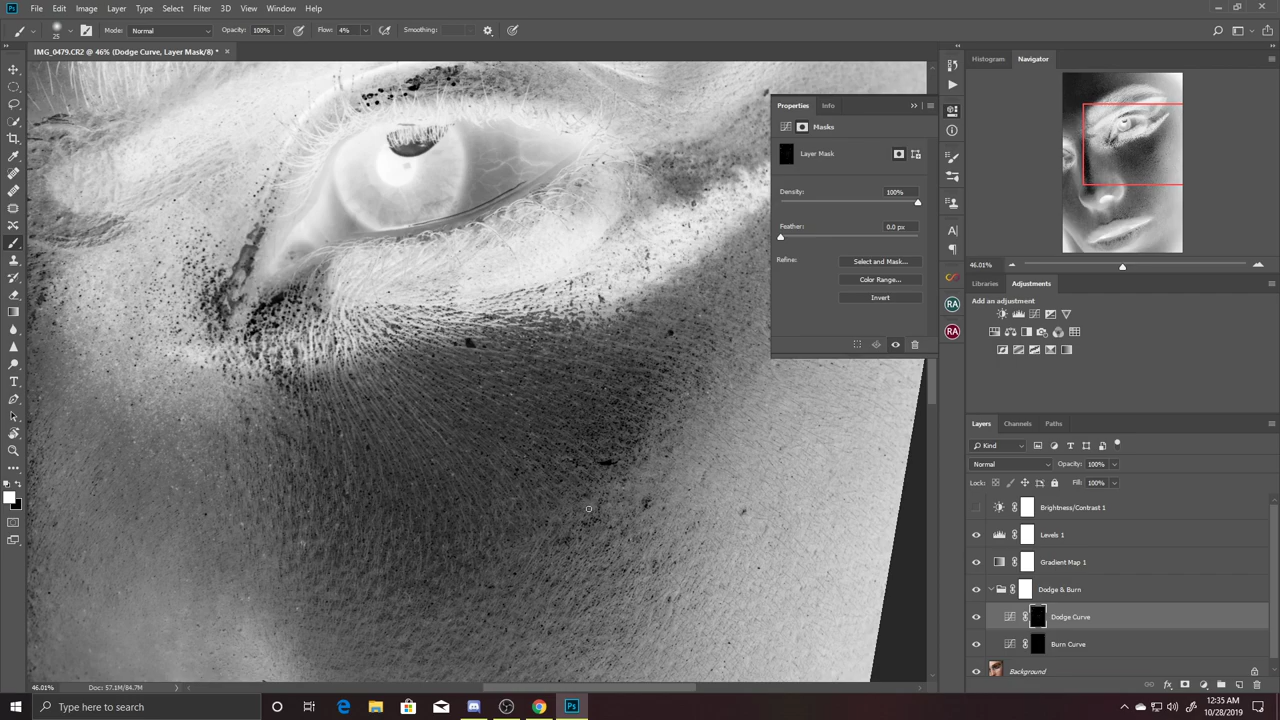 Ps File Edit Image Layer Type Select Filter 3D View Window Help
25 Mode: Normal Opacity: 100% Flow: 4% Smoothing:
IMG_0479.CR2 @ 46% (Dodge Curve, Layer Mask/8) * ×
Histogram Navigator
Properties Info
Masks
Layer Mask
Density: 100%
Feather: 0.0 px
Refine: Select and Mask...
Color Range...
Invert
46.01%
Libraries Adjustments
Add an adjustment
RA
RA
Layers Channels Paths
Kind
Normal Opacity: 100%
Lock: Fill: 100%
Brightness/Contrast 1
Levels 1
Gradient Map 1
Dodge & Burn
Dodge Curve
Burn Curve
Background
46.01% Doc: 57.1M/84.7M
Type here to search
Ps
12:35 AM
10/28/2019